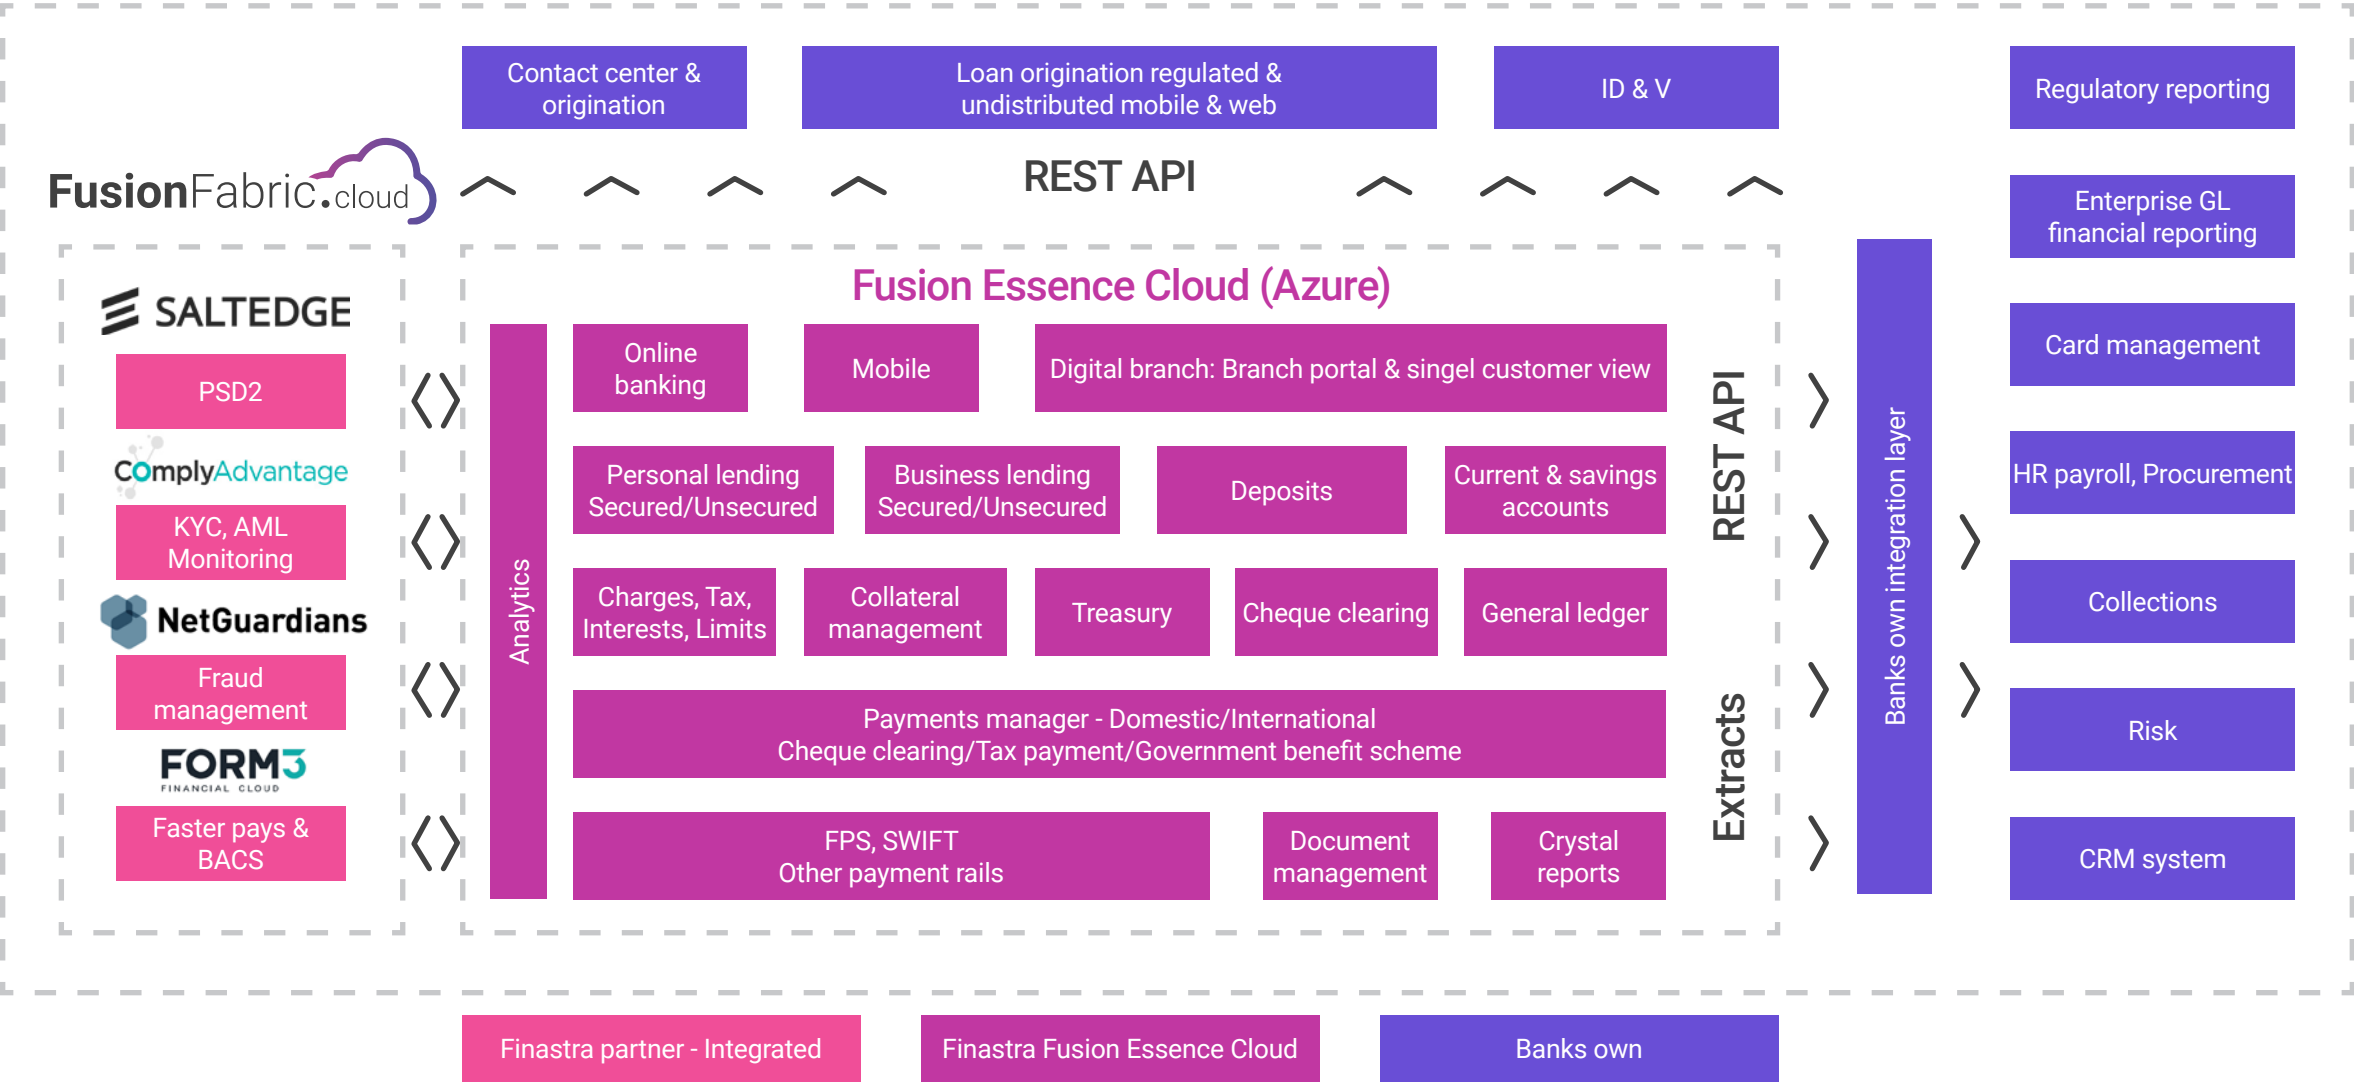 Contact center &
origination
Loan origination regulated &
undistributed mobile & web
ID & V
Regulatory reporting
FusionFabric.cloud
REST API
Enterprise GL
financial reporting
Card management
HR payroll, Procurement
Collections
Risk
CRM system
SALTEDGE
PSD2
ComplyAdvantage
KYC, AML
Monitoring
NetGuardians
Fraud
management
FORM3
FINANCIAL CLOUD
Faster pays &
BACS
Fusion Essence Cloud (Azure)
Analytics
Online
banking
Mobile
Digital branch: Branch portal & singel customer view
Personal lending
Secured/Unsecured
Business lending
Secured/Unsecured
Deposits
Current & savings
accounts
Charges, Tax,
Interests, Limits
Collateral
management
Treasury
Cheque clearing
General ledger
Payments manager - Domestic/International
Cheque clearing/Tax payment/Government benefit scheme
FPS, SWIFT
Other payment rails
Document
management
Crystal
reports
REST API
Extracts
Banks own integration layer
Finastra partner - Integrated
Finastra Fusion Essence Cloud
Banks own